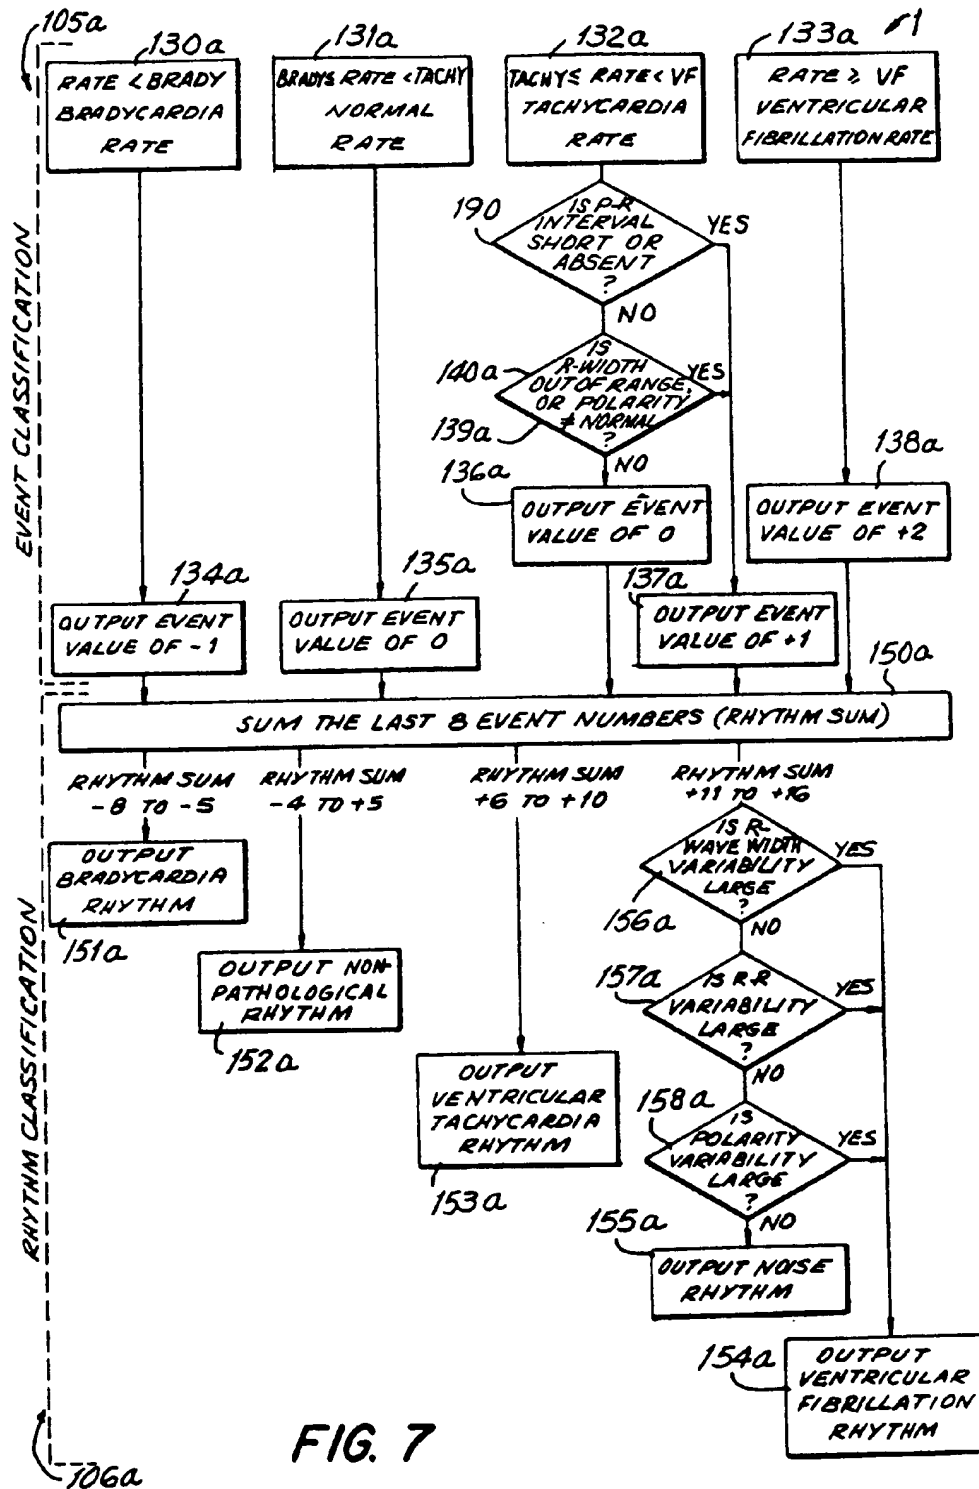 105a
130a
RATE < BRADY
BRADYCARDIA
RATE
131a
BRADY ≤ RATE < TACHY
NORMAL
RATE
132a
TACHY ≤ RATE < VF
TACHYCARDIA
RATE
133a
RATE ≥ VF
VENTRICULAR
FIBRILLATION RATE
1
EVENT CLASSIFICATION
190
IS P-R
INTERVAL
SHORT OR
ABSENT
?
YES
NO
140a
139a
IS
R-WIDTH
OUT OF RANGE,
OR POLARITY
≠ NORMAL
?
YES
NO
136a
OUTPUT EVENT
VALUE OF 0
138a
OUTPUT EVENT
VALUE OF +2
134a
OUTPUT EVENT
VALUE OF -1
135a
OUTPUT EVENT
VALUE OF 0
137a
OUTPUT EVENT
VALUE OF +1
150a
SUM THE LAST 8 EVENT NUMBERS (RHYTHM SUM)
RHYTHM SUM
-8 TO -5
RHYTHM SUM
-4 TO +5
RHYTHM SUM
+6 TO +10
RHYTHM SUM
+11 TO +16
RHYTHM CLASSIFICATION
OUTPUT
BRADYCARDIA
RHYTHM
151a
OUTPUT NON-
PATHOLOGICAL
RHYTHM
152a
OUTPUT
VENTRICULAR
TACHYCARDIA
RHYTHM
153a
IS R-
WAVE WIDTH
VARIABILITY
LARGE
?
YES
156a
NO
157a
IS R-R
VARIABILITY
LARGE
?
YES
NO
158a
IS
POLARITY
VARIABILITY
LARGE
?
YES
NO
155a
OUTPUT NOISE
RHYTHM
154a
OUTPUT
VENTRICULAR
FIBRILLATION
RHYTHM
FIG. 7
106a